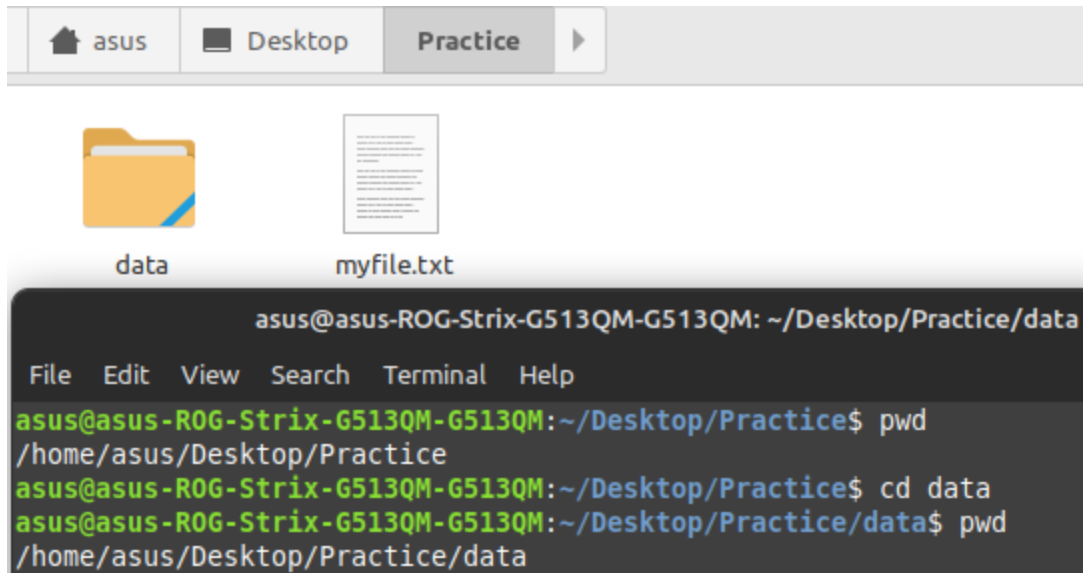 asus Desktop Practice
data myfile.txt
asus@asus-ROG-Strix-G513QM-G513QM: ~/Desktop/Practice/data
File Edit View Search Terminal Help
asus@asus-ROG-Strix-G513QM-G513QM:~/Desktop/Practice$ pwd
/home/asus/Desktop/Practice
asus@asus-ROG-Strix-G513QM-G513QM:~/Desktop/Practice$ cd data
asus@asus-ROG-Strix-G513QM-G513QM:~/Desktop/Practice/data$ pwd
/home/asus/Desktop/Practice/data